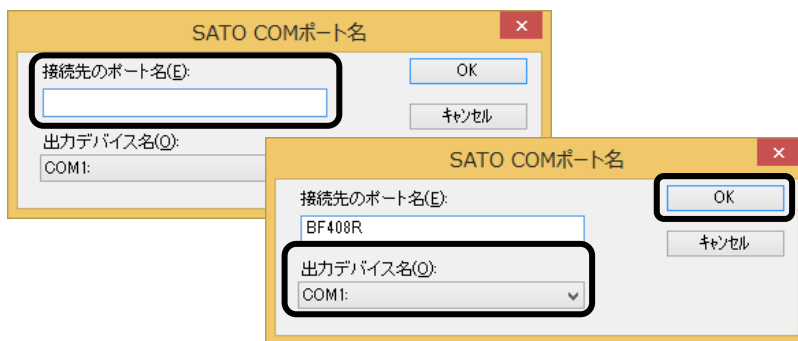 SATO COMポート名
接続先のポート名(E):
OK
キャンセル
出力デバイス名(O):
COM1:
SATO COMポート名
接続先のポート名(E):
OK
BF408R
キャンセル
出力デバイス名(O):
COM1: